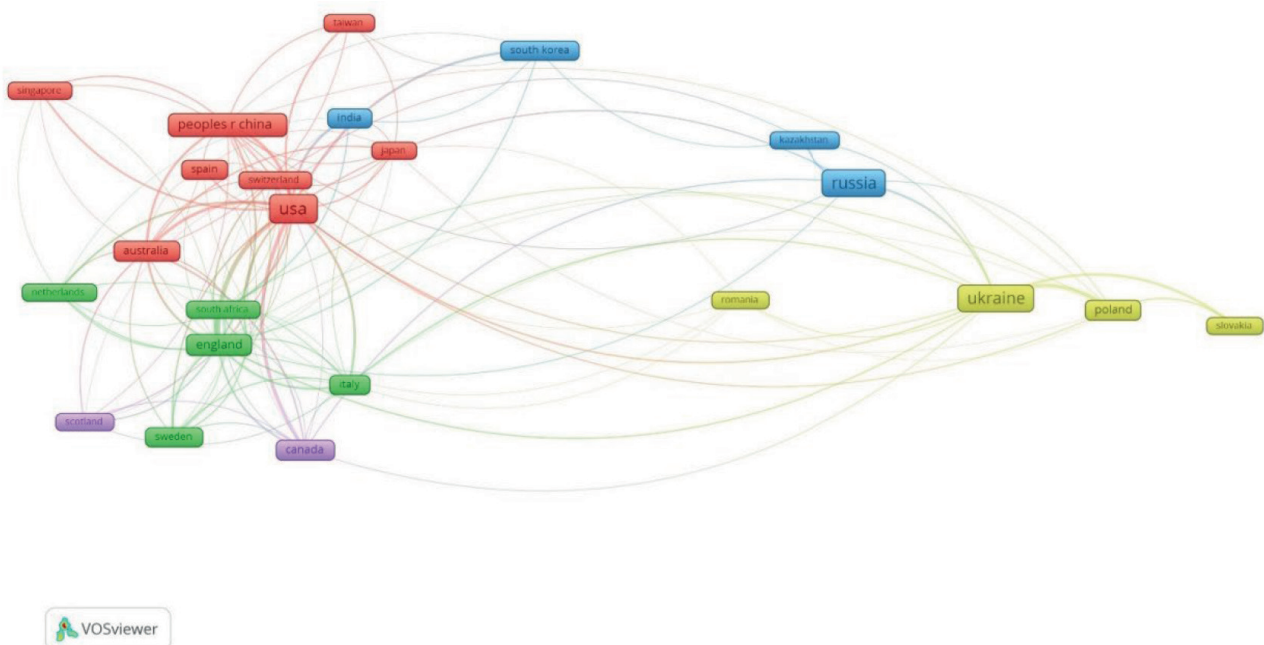 taiwan
south korea
singapore
peoples r china
india
kazakhstan
japan
spain
switzerland
russia
usa
australia
netherlands
romania
ukraine
south africa
poland
slovakia
england
italy
scotland
sweden
canada
VOSviewer